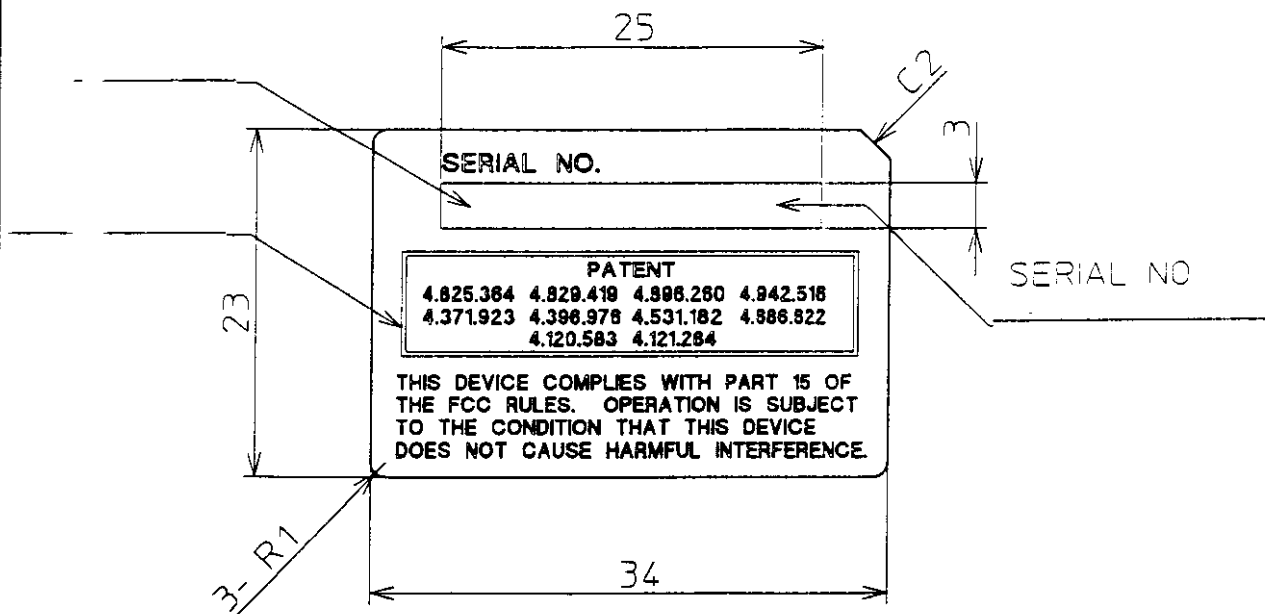 25
C2
3
SERIAL NO.
SERIAL NO
23
PATENT
4.825.364 4.829.419 4.896.260 4.942.516
4.371.923 4.396.976 4.531.182 4.886.822
4.120.583 4.121.284
THIS DEVICE COMPLIES WITH PART 15 OF
THE FCC RULES. OPERATION IS SUBJECT
TO THE CONDITION THAT THIS DEVICE
DOES NOT CAUSE HARMFUL INTERFERENCE.
3- R1
34